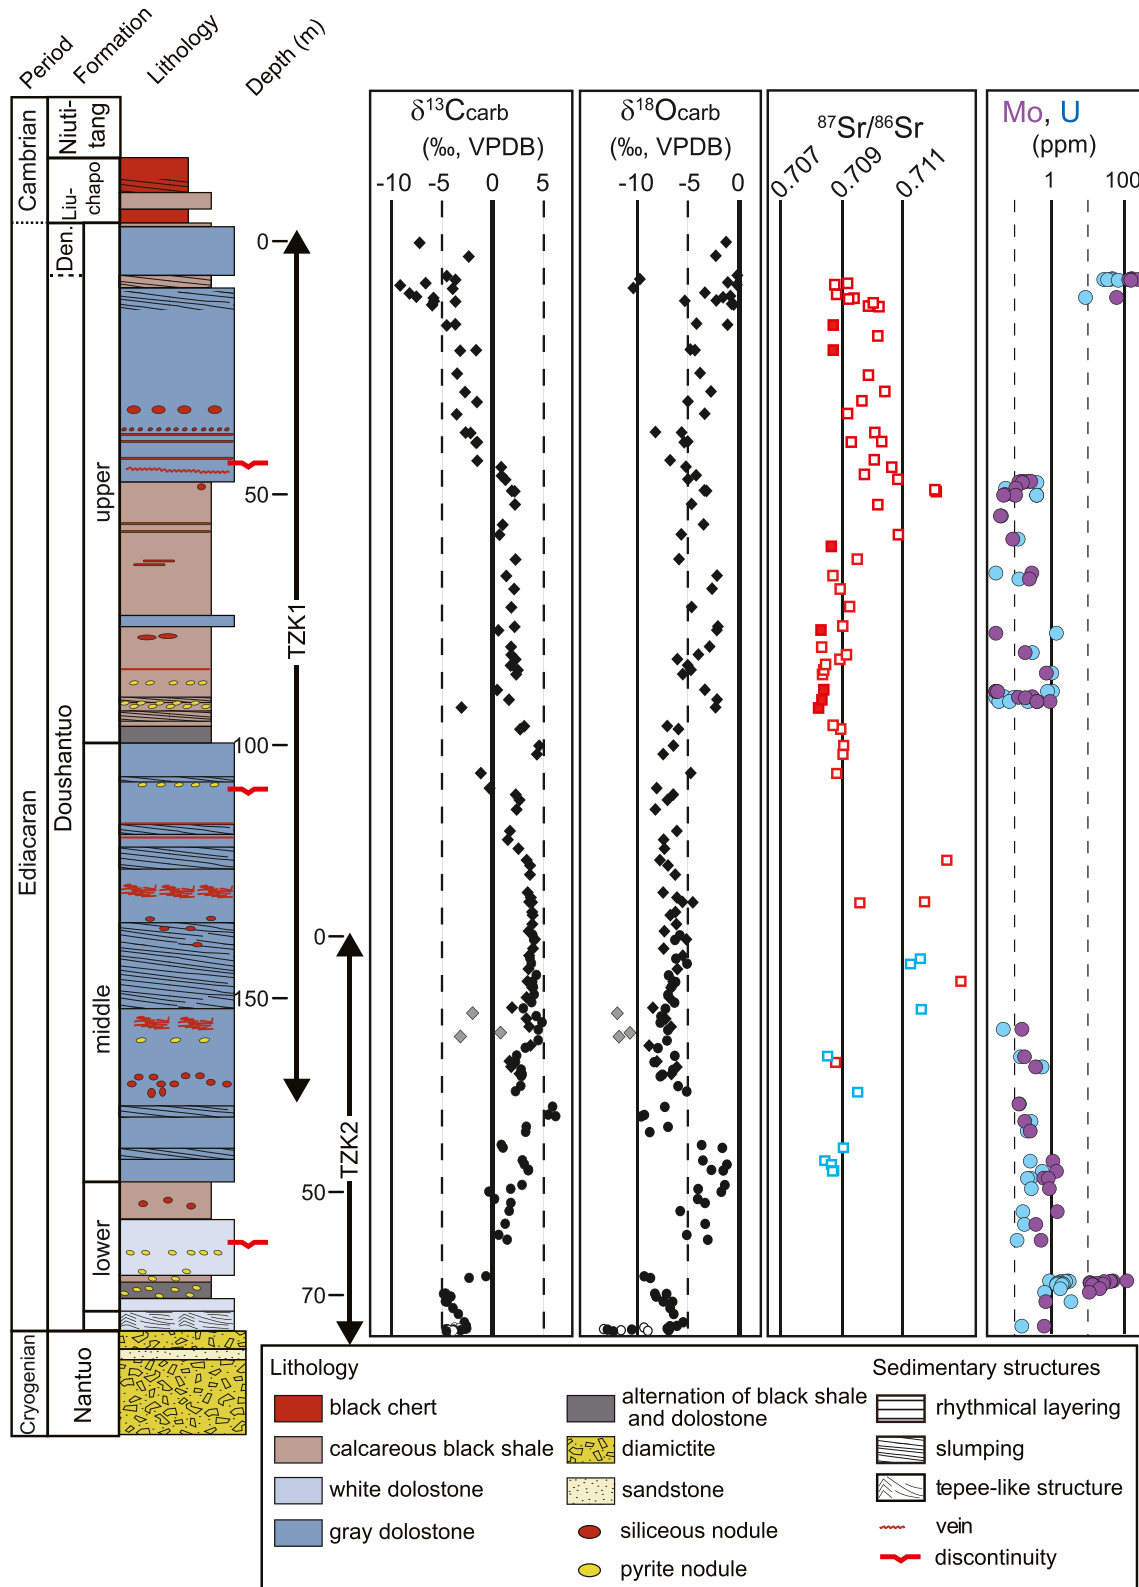 Period
Formation
Lithology
Depth (m)
Cambrian
Niuti-
tang
Liu-
chapo
Den.
Ediacaran
Doushantuo
upper
middle
lower
Cryogenian
Nantuo
0
50
100
150
TZK1
0
50
70
TZK2
δ13Ccarb
(‰, VPDB)
-10 -5 0 5
δ18Ocarb
(‰, VPDB)
-10 -5 0
87Sr/86Sr
0.707 0.709 0.711
Mo, U
(ppm)
1 100
Lithology
black chert
calcareous black shale
white dolostone
gray dolostone
alternation of black shale
and dolostone
diamictite
sandstone
siliceous nodule
pyrite nodule
Sedimentary structures
rhythmical layering
slumping
tepee-like structure
vein
discontinuity